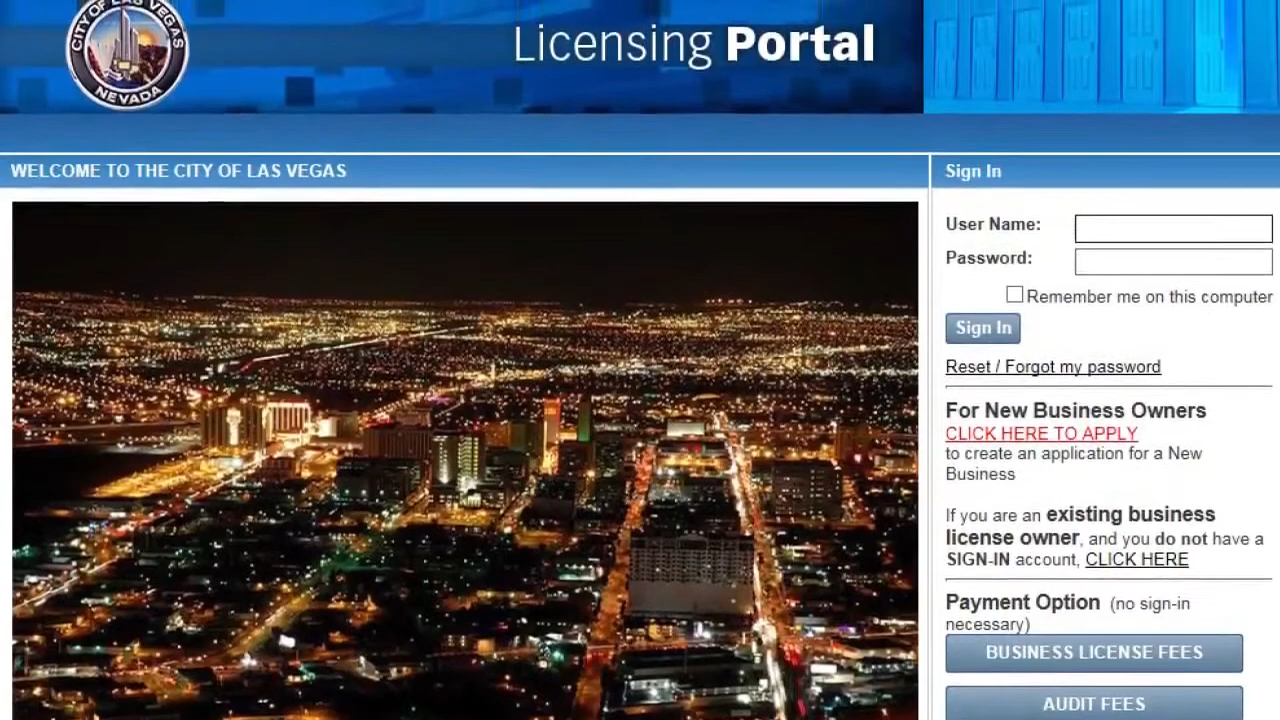 CITY OF LAS VEGAS
NEVADA
Licensing Portal
WELCOME TO THE CITY OF LAS VEGAS
Sign In
User Name:
Password:
Remember me on this computer
Sign In
Reset / Forgot my password
For New Business Owners
CLICK HERE TO APPLY
to create an application for a New
Business
If you are an existing business
license owner, and you do not have a
SIGN-IN account, CLICK HERE
Payment Option (no sign-in
necessary)
BUSINESS LICENSE FEES
AUDIT FEES